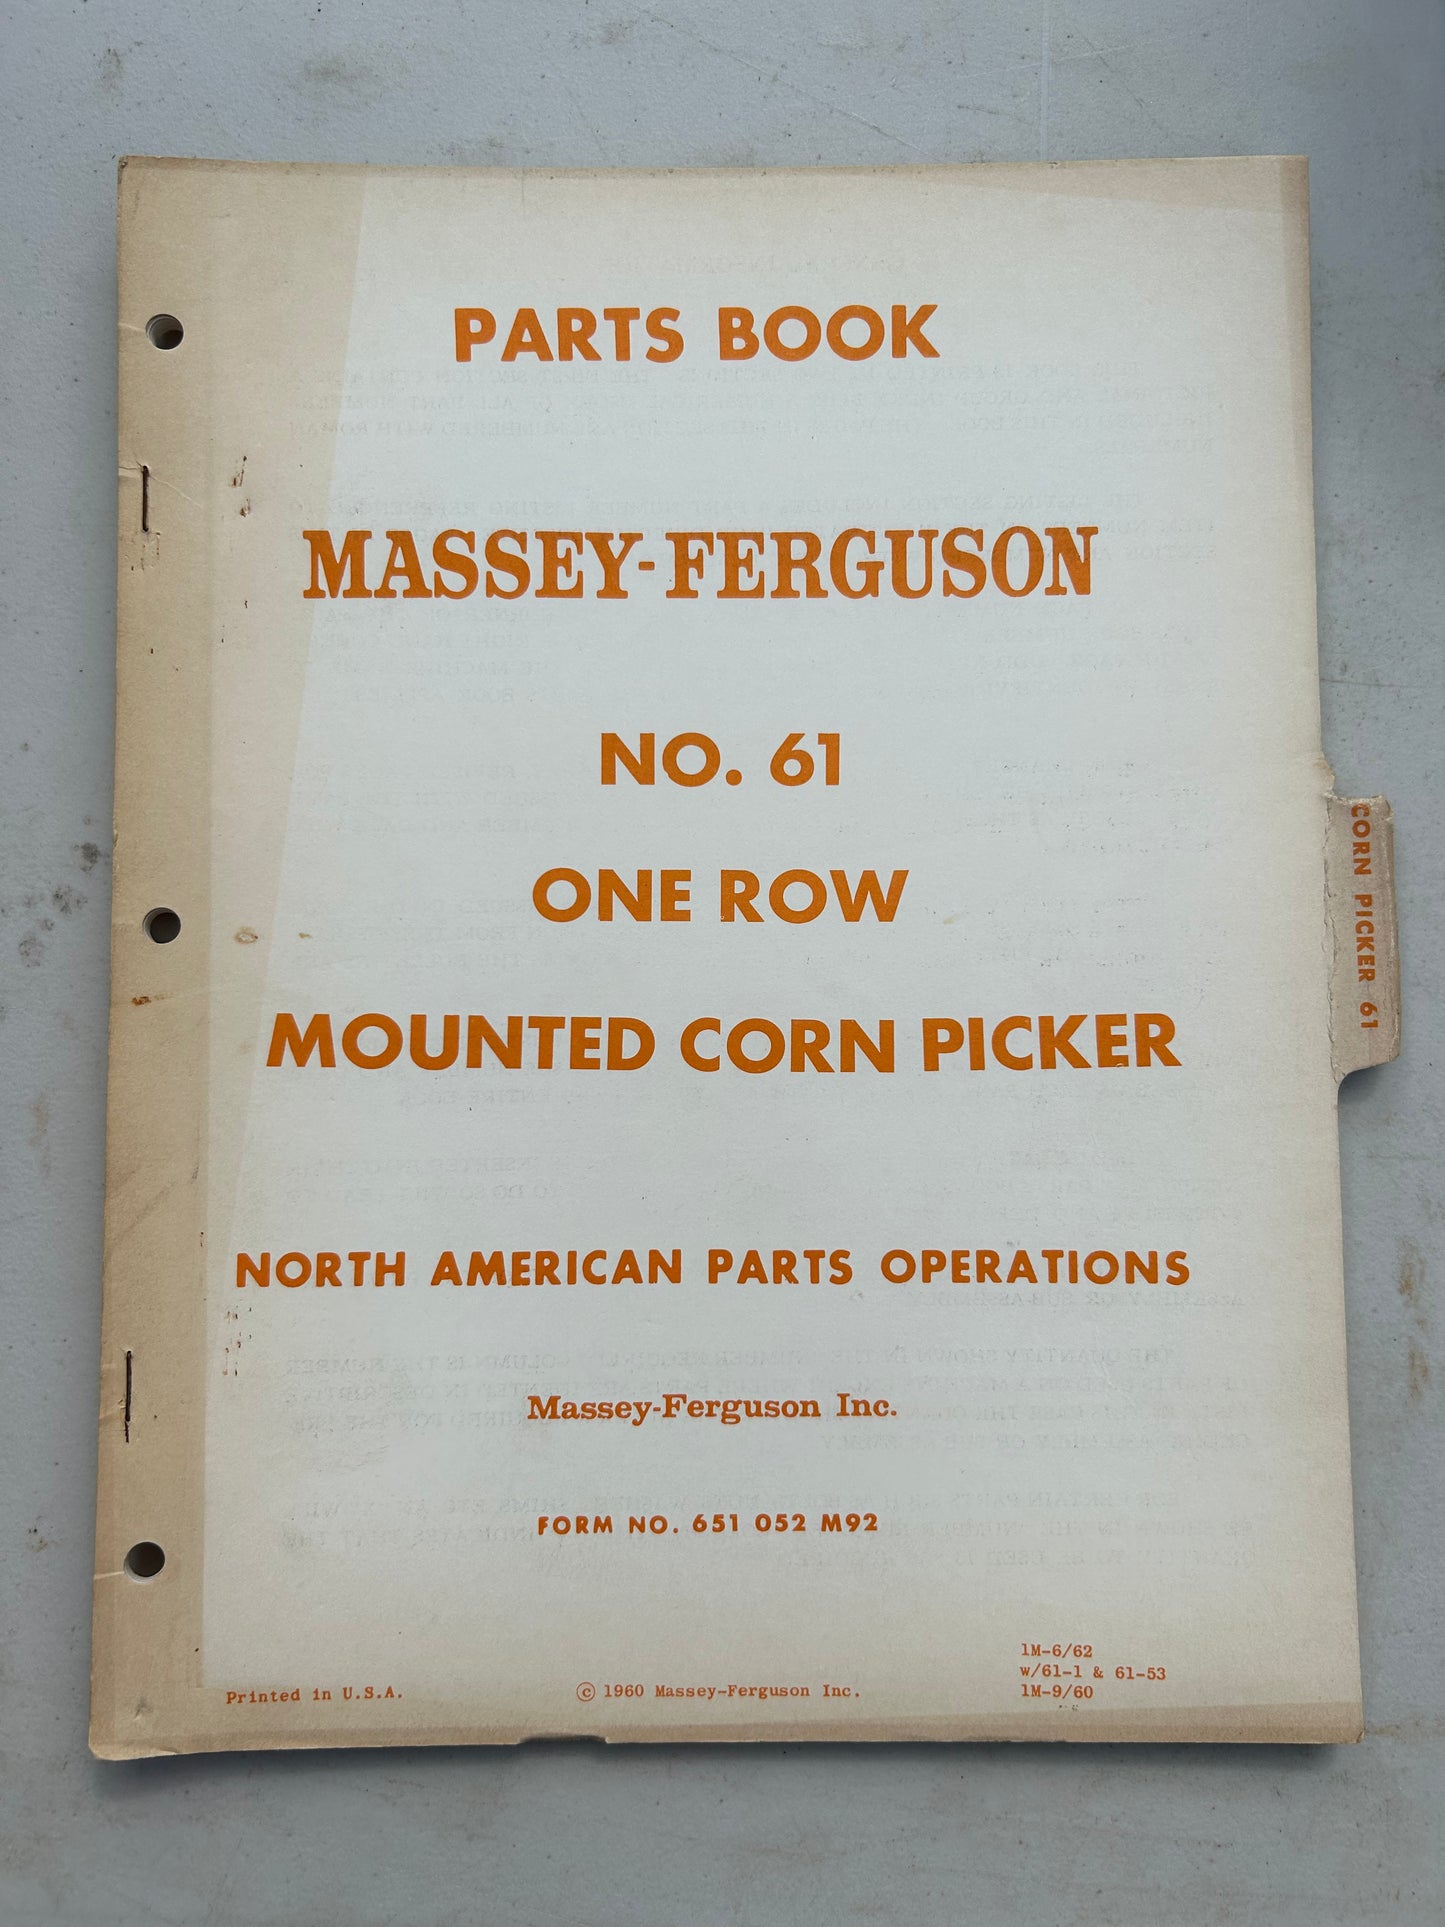 PARTS BOOK
MASSEY-FERGUSON
NO. 61
ONE ROW
MOUNTED CORN PICKER
CORN PICKER 61
NORTH AMERICAN PARTS OPERATIONS
Massey-Ferguson Inc.
FORM NO. 651 052 M92
1M-6/62
w/61-1 & 61-53
1M-9/60
Printed in U.S.A.
© 1960 Massey-Ferguson Inc.